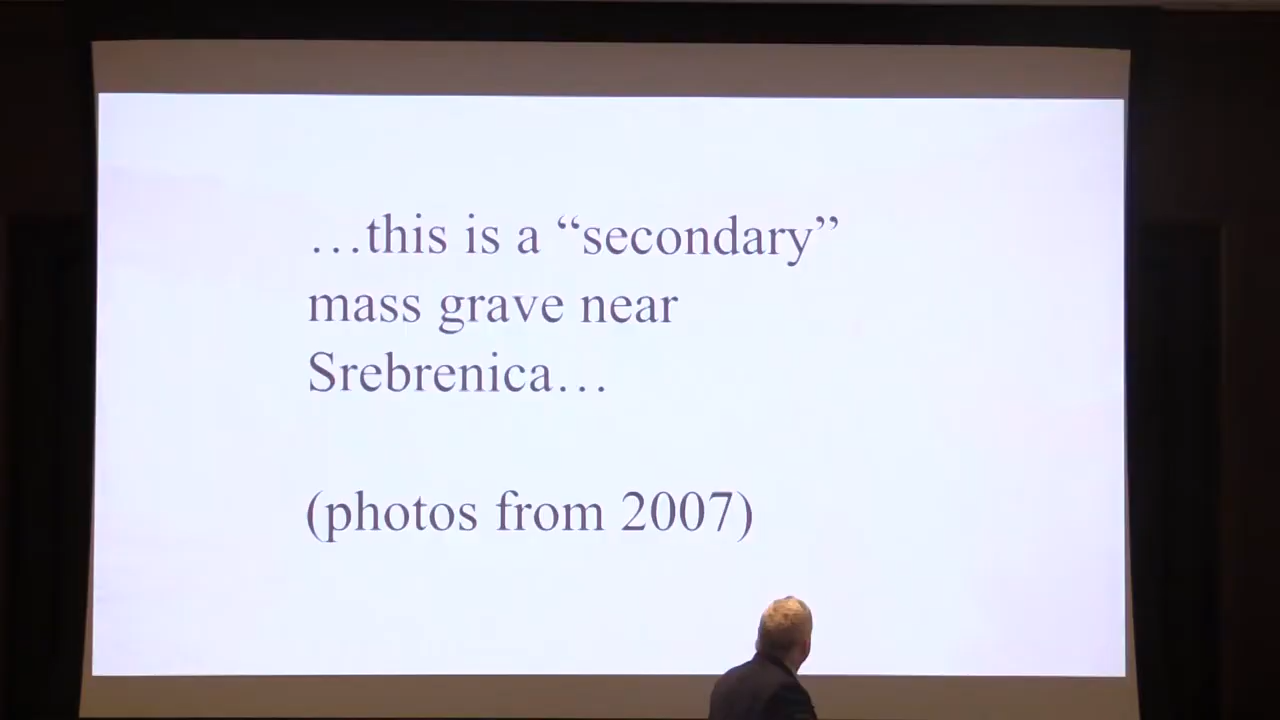 …this is a “secondary”
mass grave near
Srebrenica…
(photos from 2007)